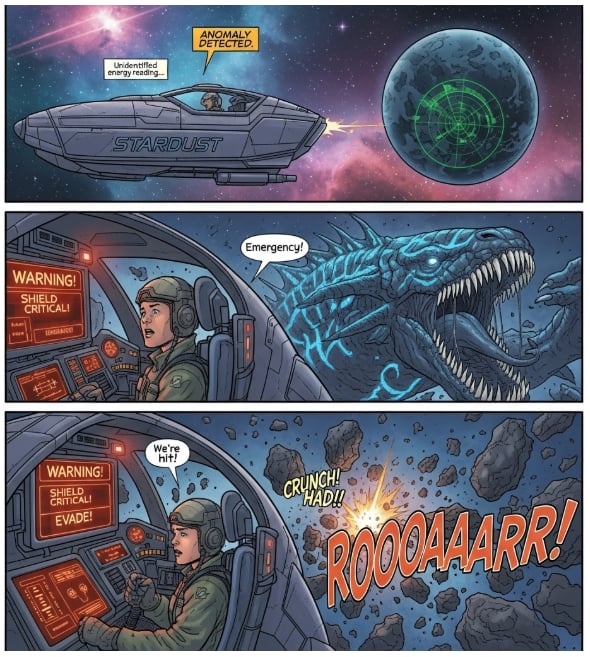 ANOMALY
DETECTED.
Unidentified
energy reading...
STARDUST
WARNING!
SHIELD
CRITICAL!
Emergency!
We're
hit!
WARNING!
SHIELD
CRITICAL!
EVADE!
CRUNCH!
HAD!!
ROOOAAARR!